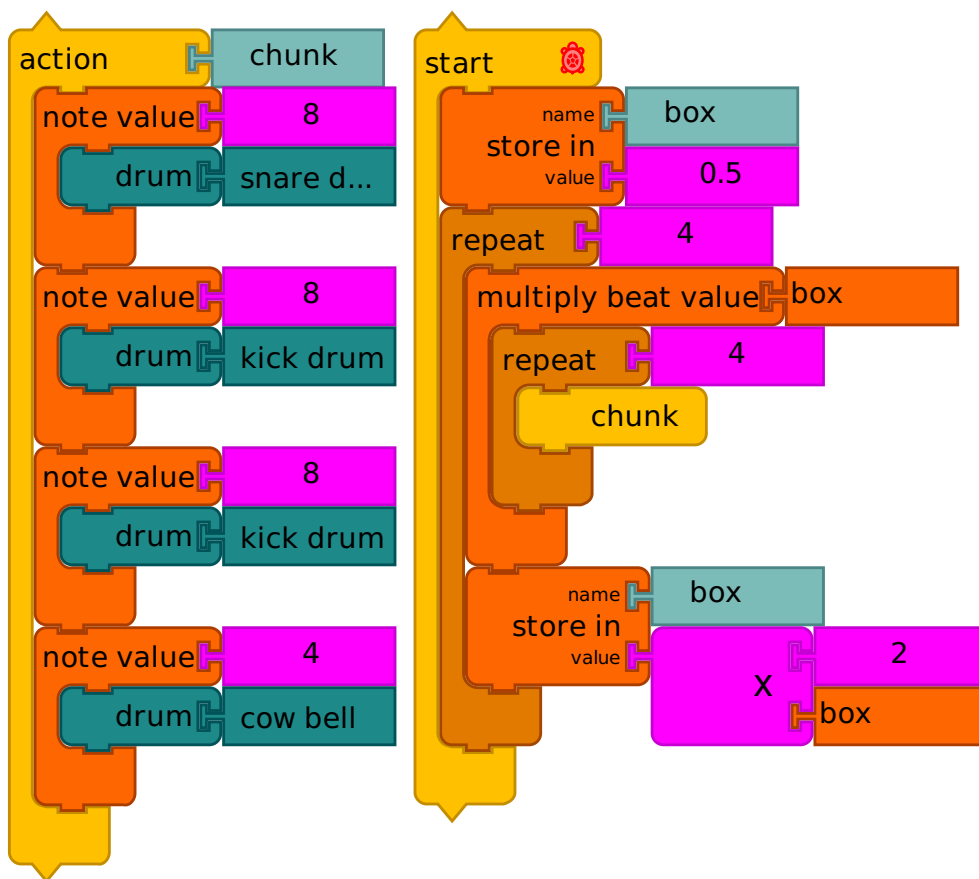 action chunk
note value 8
drum snare d...
note value 8
drum kick drum
note value 8
drum kick drum
note value 4
drum cow bell
start
name box
store in
value 0.5
repeat 4
multiply beat value box
repeat 4
chunk
name box
store in
value x 2
box